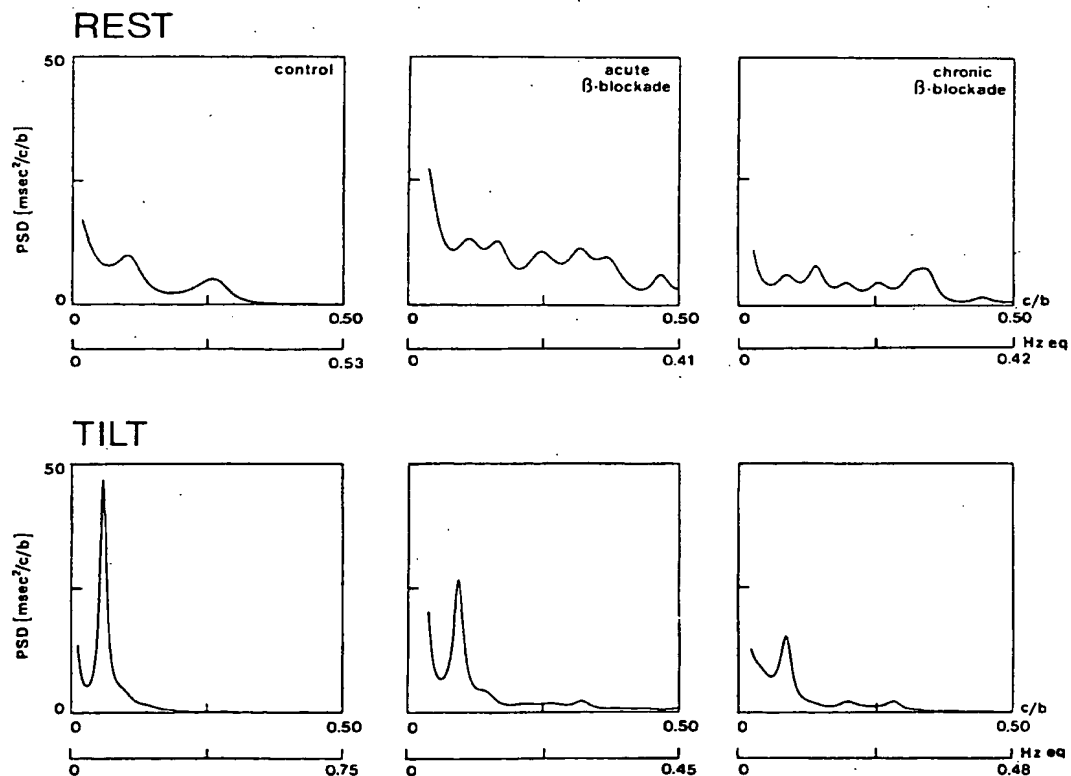 REST
50
control
acute
β-blockade
chronic
β-blockade
PSD [msec²/c/b]
0
0 0.50
0 0.50
0 0.50
c/b
0 0.53
0 0.41
0 0.42
Hz eq
TILT
50
PSD [msec²/c/b]
0
0 0.50
0 0.50
0 0.50
c/b
0 0.75
0 0.45
0 0.48
Hz eq